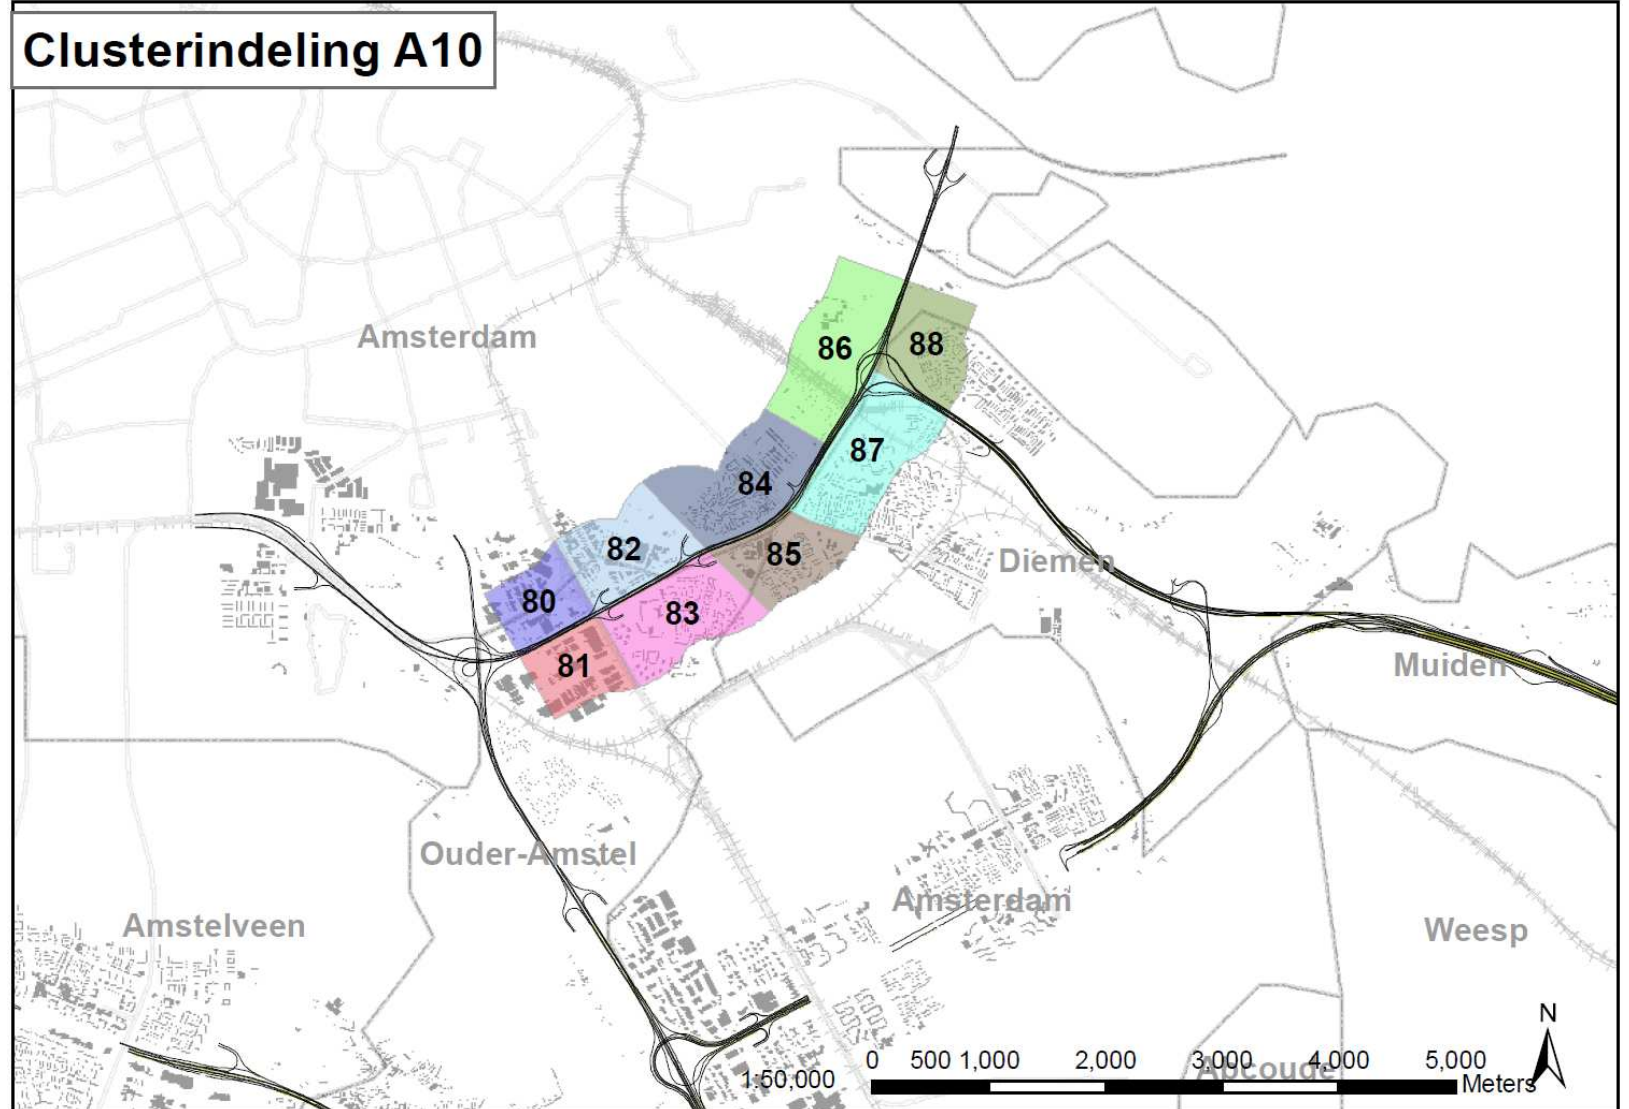 Clusterindeling A10
Amsterdam
86
88
87
84
82
85
80
83
81
Diemen
Muiden
Ouder-Amstel
Amstelveen
Amsterdam
Weesp
N
0 500 1,000 2,000 3,000 4,000 5,000
Abcoude
1:50,000
Meters